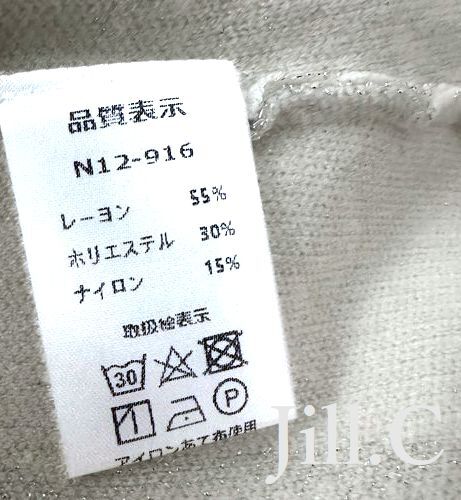 品質表示
N12-916
レーヨン 55%
ポリエステル 30%
ナイロン 15%
取扱絵表示
30
P
アイロンあて布使用
Jill.C